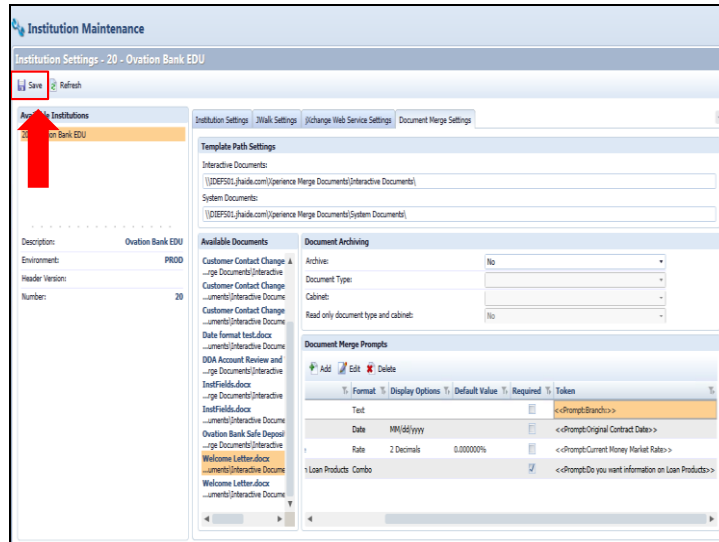 Institution Maintenance
Institution Settings - 20 - Ovation Bank EDU
Save Refresh
Institutions
Bank EDU
Description: Ovation Bank EDU
Environment: PROD
Header Version:
Number: 20
Institution Settings JWalk Settings jXchange Web Service Settings Document Merge Settings
Template Path Settings
Interactive Documents:
\\IDEFS01.jhaide.com\Xperience Merge Documents\Interactive Documents\
System Documents:
\\DIEFS01.jhaide.com\Xperience Merge Documents\System Documents\
Available Documents
Customer Contact Change
...rge Documents\Interactive
Customer Contact Change
...uments\Interactive Docume
Customer Contact Change
...uments\Interactive Docume
Date format test.docx
...uments\Interactive Docume
DDA Account Review and
...rge Documents\Interactive
InstFields.docx
...rge Documents\Interactive
InstFields.docx
...uments\Interactive Docume
Ovation Bank Safe Deposi
...rge Documents\Interactive
Welcome Letter.docx
...uments\Interactive Docume
Welcome Letter.docx
...uments\Interactive Docume
Document Archiving
Archive: No
Document Type:
Cabinet:
Read only document type and cabinet: No
Document Merge Prompts
Add Edit Delete
Format Display Options Default Value Required Token
Text <<Prompt:Branch:>>
Date MM/dd/yyyy <<Prompt:Original Contract Date>>
Rate 2 Decimals 0.000000% <<Prompt:Current Money Market Rate>>
Loan Products Combo <<Prompt:Do you want information on Loan Products>>